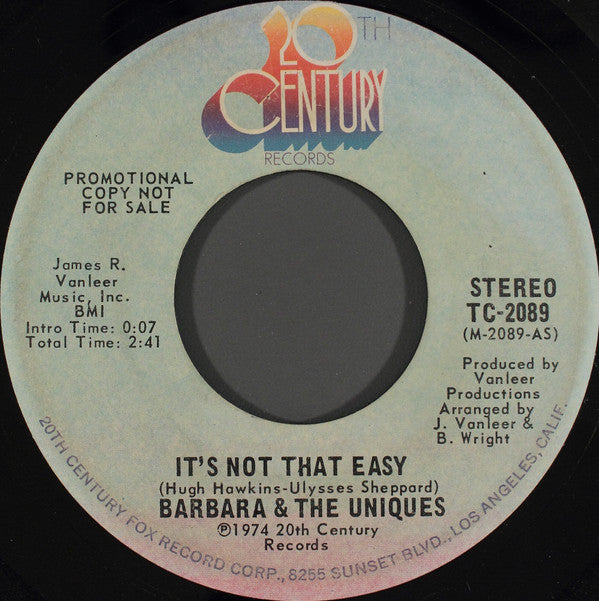 20TH
CENTURY
RECORDS
PROMOTIONAL
COPY NOT
FOR SALE
James R.
Vanleer
Music, Inc.
BMI
Intro Time: 0:07
Total Time: 2:41
STEREO
TC-2089
(M-2089-AS)
Produced by
Vanleer
Productions
Arranged by
J. Vanleer &
B. Wright
IT'S NOT THAT EASY
(Hugh Hawkins-Ulysses Sheppard)
BARBARA & THE UNIQUES
℗1974 20th Century
Records
20TH CENTURY FOX RECORD CORP., 8255 SUNSET BLVD., LOS ANGELES, CALIF.